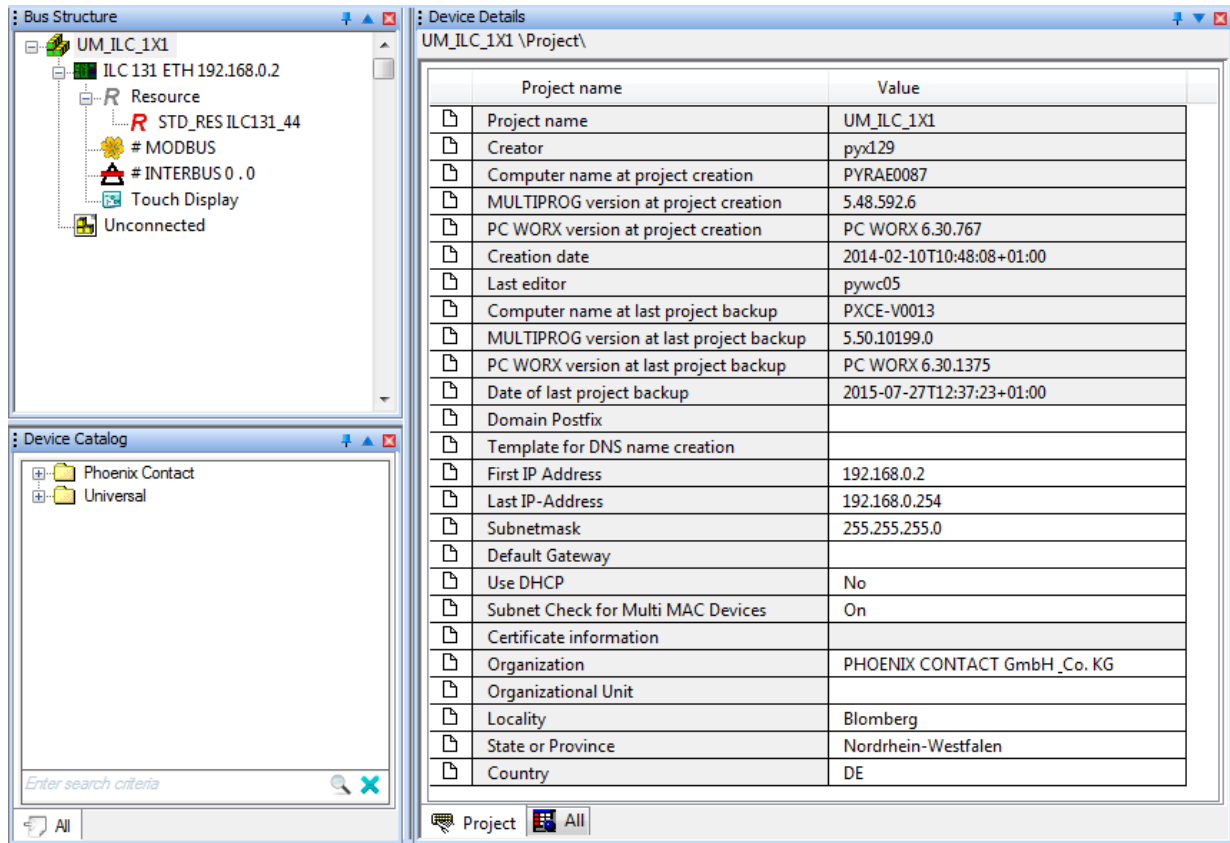 Bus Structure
UM_ILC_1X1
ILC 131 ETH 192.168.0.2
R Resource
R STD_RES ILC131_44
# MODBUS
# INTERBUS 0 . 0
Touch Display
Unconnected
Device Catalog
Phoenix Contact
Universal
Enter search criteria
All
Device Details
UM_ILC_1X1 \Project\
Project name Value
Project name UM_ILC_1X1
Creator pyx129
Computer name at project creation PYRAE0087
MULTIPROG version at project creation 5.48.592.6
PC WORX version at project creation PC WORX 6.30.767
Creation date 2014-02-10T10:48:08+01:00
Last editor pywc05
Computer name at last project backup PXCE-V0013
MULTIPROG version at last project backup 5.50.10199.0
PC WORX version at last project backup PC WORX 6.30.1375
Date of last project backup 2015-07-27T12:37:23+01:00
Domain Postfix
Template for DNS name creation
First IP Address 192.168.0.2
Last IP-Address 192.168.0.254
Subnetmask 255.255.255.0
Default Gateway
Use DHCP No
Subnet Check for Multi MAC Devices On
Certificate information
Organization PHOENIX CONTACT GmbH _Co. KG
Organizational Unit
Locality Blomberg
State or Province Nordrhein-Westfalen
Country DE
Project All